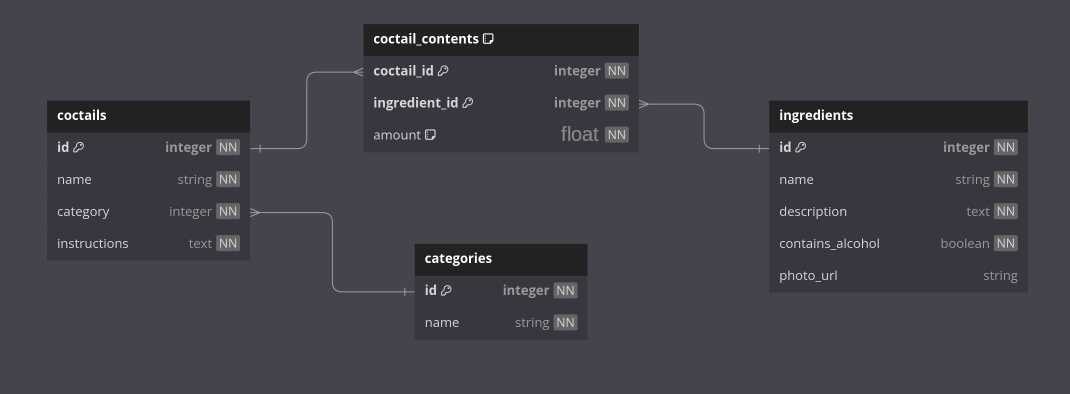 coctail_contents
coctail_id integer NN
ingredient_id integer NN
amount float NN
coctails
id integer NN
name string NN
category integer NN
instructions text NN
ingredients
id integer NN
name string NN
description text NN
contains_alcohol boolean NN
photo_url string
categories
id integer NN
name string NN